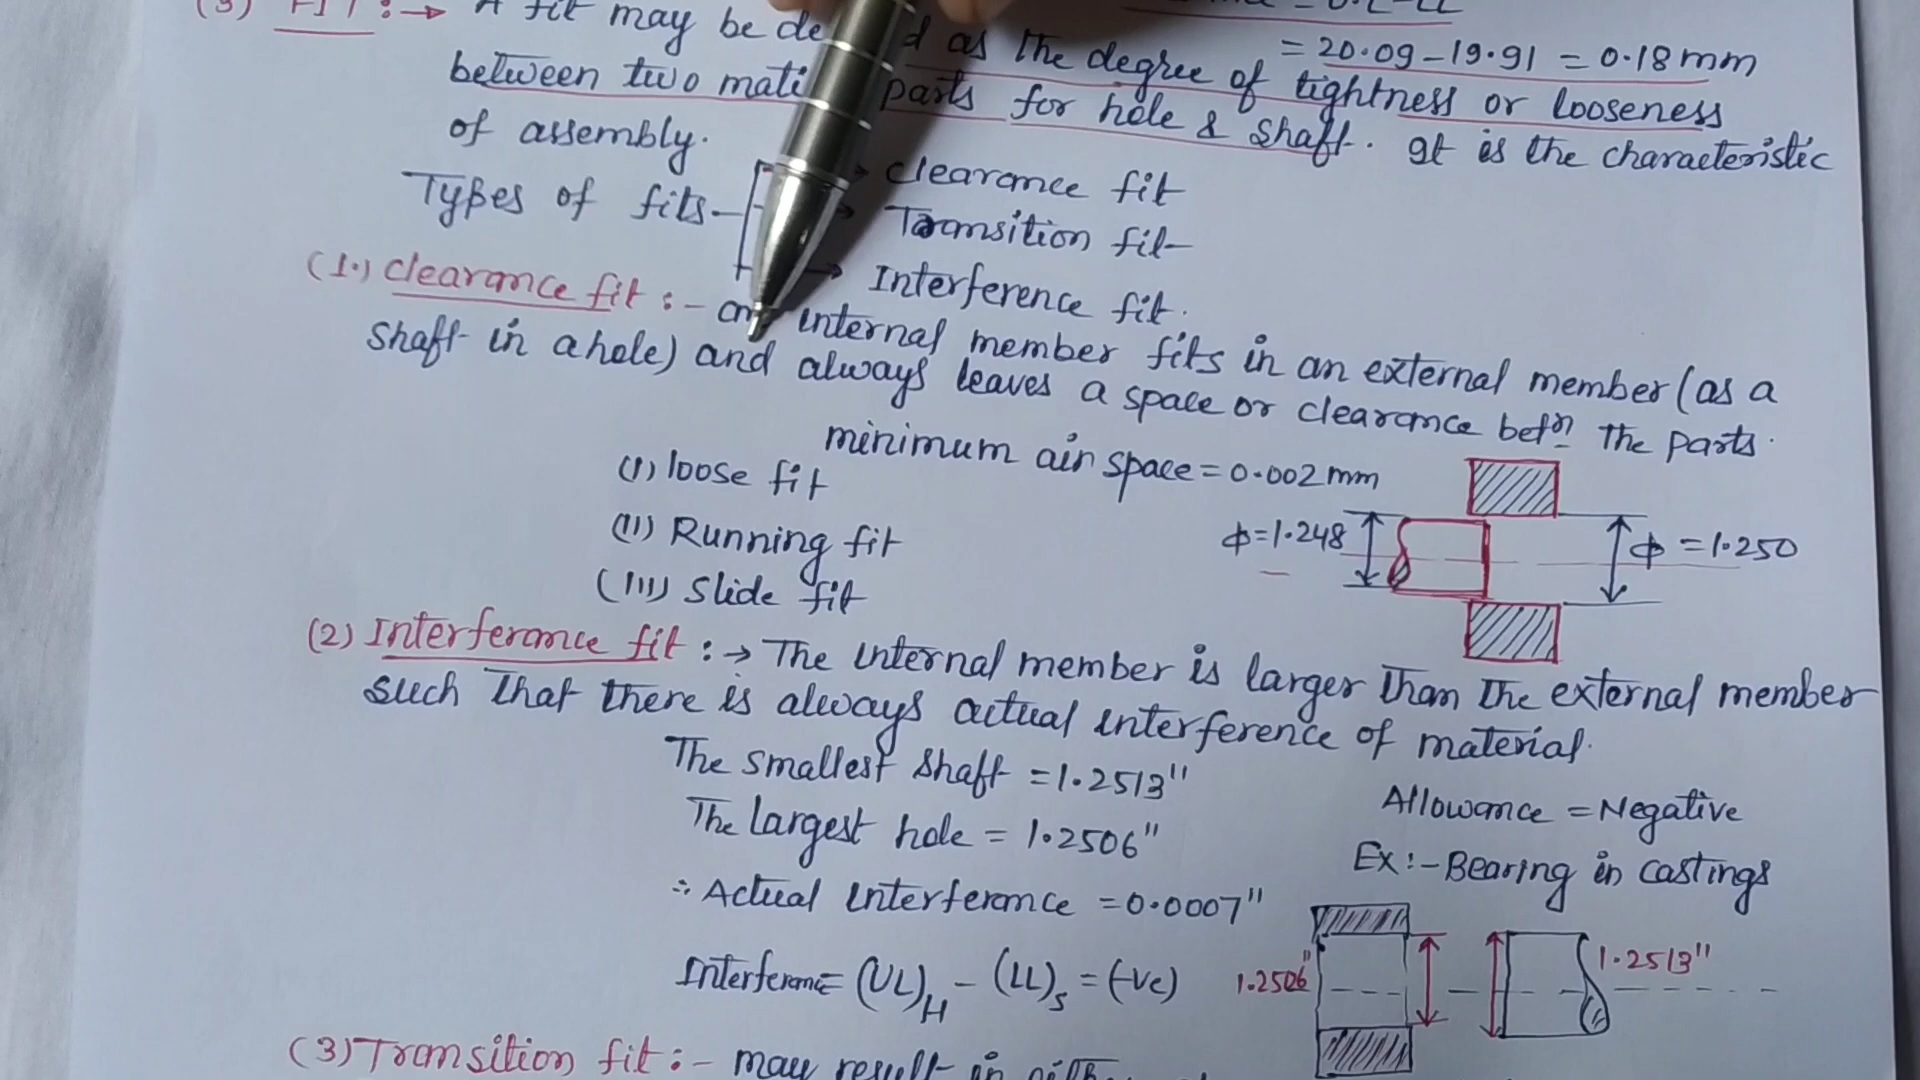 = 20.09 - 19.91 = 0.18 mm
(3) FIT :→ A fit may be de d as the degree of tightness or looseness
between two mati parts for hole & shaft. It is the characteristic
of assembly.
Types of fits
→ Clearance fit
→ Transition fit
→ Interference fit.
(1.) Clearance fit :- an internal member fits in an external member (as a
shaft in a hole) and always leaves a space or clearance betn the parts.
minimum air space = 0.002 mm
(I) loose fit
(II) Running fit
(III) Slide fit
ϕ=1.248
ϕ = 1.250
(2) Interference fit :→ The internal member is larger than the external member
such that there is always actual interference of material.
The smallest shaft = 1.2513"
The largest hole = 1.2506"
∴ Actual interference = 0.0007"
Interference = (UL)H - (LL)s = (-ve)
Allowance = Negative
Ex:- Bearing in castings
1.2506"
1.2513"
(3) Transition fit :- may result in